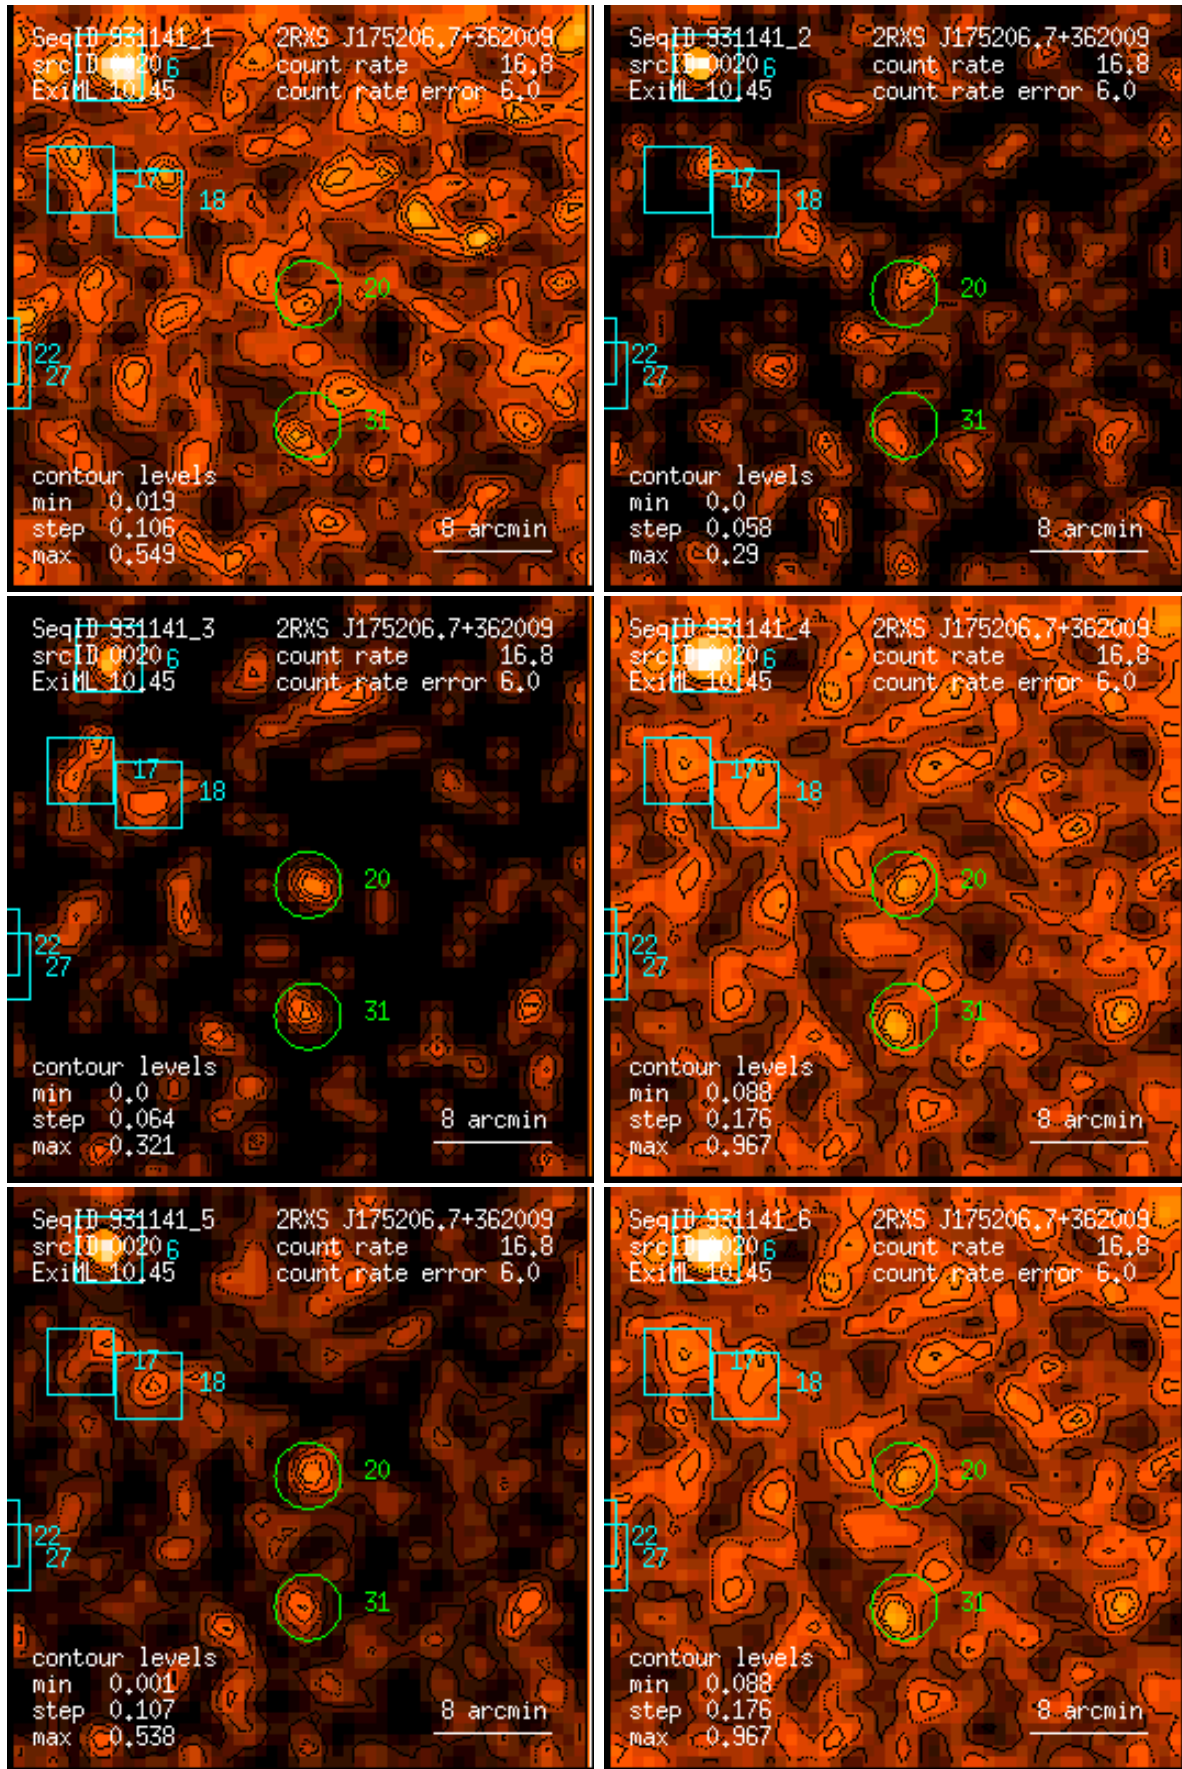 SeqID 931141_1 2RXS J175206.7+362009
srcID 0020 6 count rate 16.8
ExiML 10.45 count rate error 6.0
17
18
20
22
27
31
contour levels
min 0.019
step 0.106 8 arcmin
max 0.549
SeqID 931141_2 2RXS J175206.7+362009
srcID 0020 6 count rate 16.8
ExiML 10.45 count rate error 6.0
17
18
20
22
27
31
contour levels
min 0.0
step 0.058 8 arcmin
max 0.29
SeqID 931141_3 2RXS J175206.7+362009
srcID 0020 6 count rate 16.8
ExiML 10.45 count rate error 6.0
17
18
20
22
27
31
contour levels
min 0.0
step 0.064 8 arcmin
max 0.321
SeqID 931141_4 2RXS J175206.7+362009
srcID 0020 6 count rate 16.8
ExiML 10.45 count rate error 6.0
17
18
20
22
27
31
contour levels
min 0.088
step 0.176 8 arcmin
max 0.967
SeqID 931141_5 2RXS J175206.7+362009
srcID 0020 6 count rate 16.8
ExiML 10.45 count rate error 6.0
17
18
20
22
27
31
contour levels
min 0.001
step 0.107 8 arcmin
max 0.538
SeqID 931141_6 2RXS J175206.7+362009
srcID 0020 6 count rate 16.8
ExiML 10.45 count rate error 6.0
17
18
20
22
27
31
contour levels
min 0.088
step 0.176 8 arcmin
max 0.967